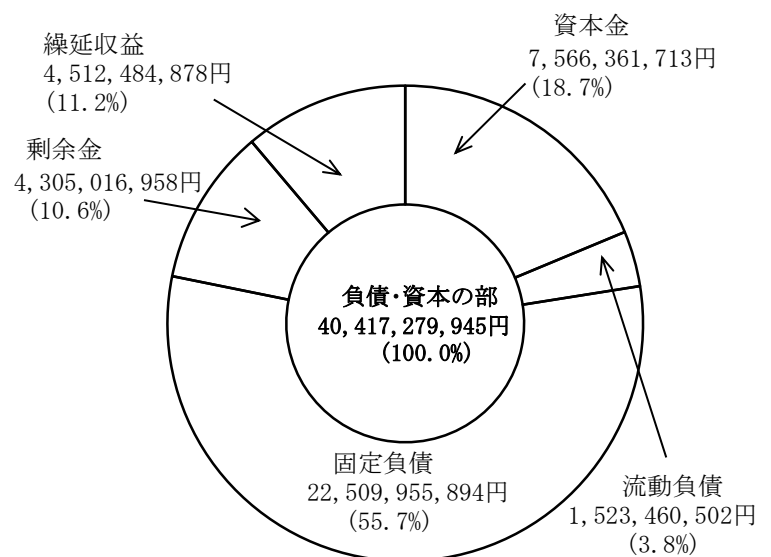 資本金
7,566,361,713円
(18.7%)
繰延収益
4,512,484,878円
(11.2%)
剰余金
4,305,016,958円
(10.6%)
負債・資本の部
40,417,279,945円
(100.0%)
固定負債
22,509,955,894円
(55.7%)
流動負債
1,523,460,502円
(3.8%)